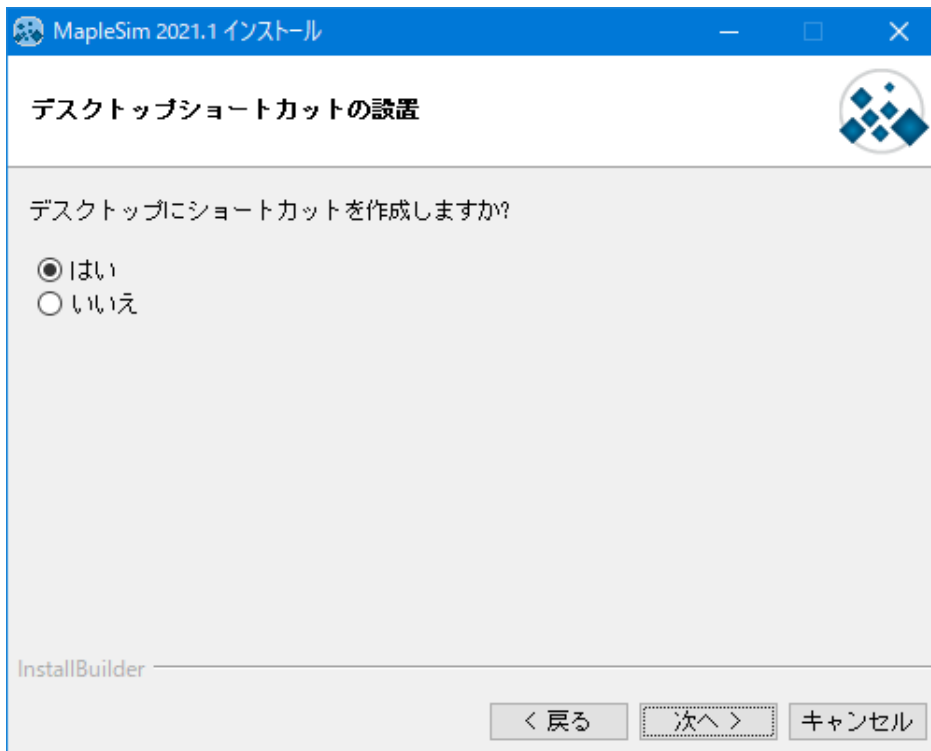 MapleSim 2021.1 インストール
デスクトップショートカットの設置
デスクトップにショートカットを作成しますか?
はい
いいえ
InstallBuilder
< 戻る
次へ >
キャンセル